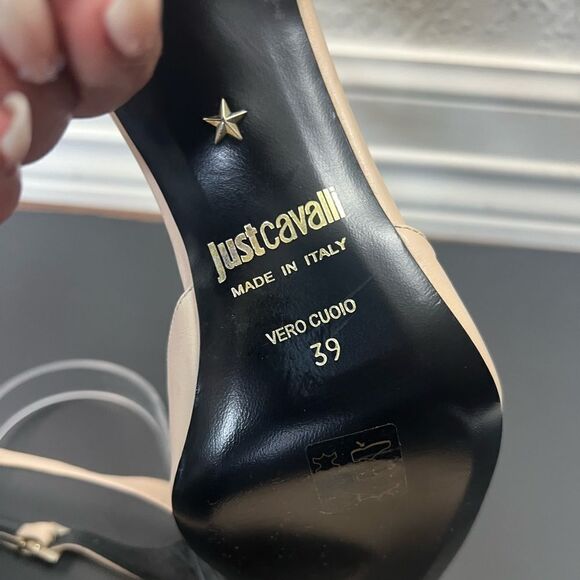 Justcavalli
MADE IN ITALY
VERO CUOIO
39